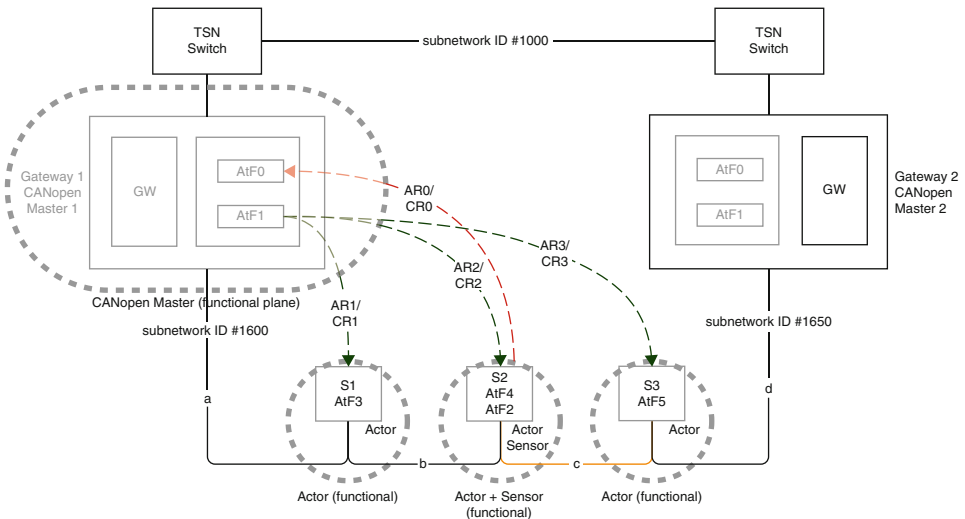 TSN
Switch
subnetwork ID #1000
TSN
Switch
Gateway 1
CANopen
Master 1
GW
AtF0
AtF1
AR0/
CR0
AR3/
CR3
AR2/
CR2
AR1/
CR1
AtF0
AtF1
GW
Gateway 2
CANopen
Master 2
CANopen Master (functional plane)
subnetwork ID #1600
subnetwork ID #1650
a
S1
AtF3
Actor
S2
AtF4
AtF2
Actor
Sensor
S3
AtF5
Actor
d
b
c
Actor (functional)
Actor + Sensor
(functional)
Actor (functional)